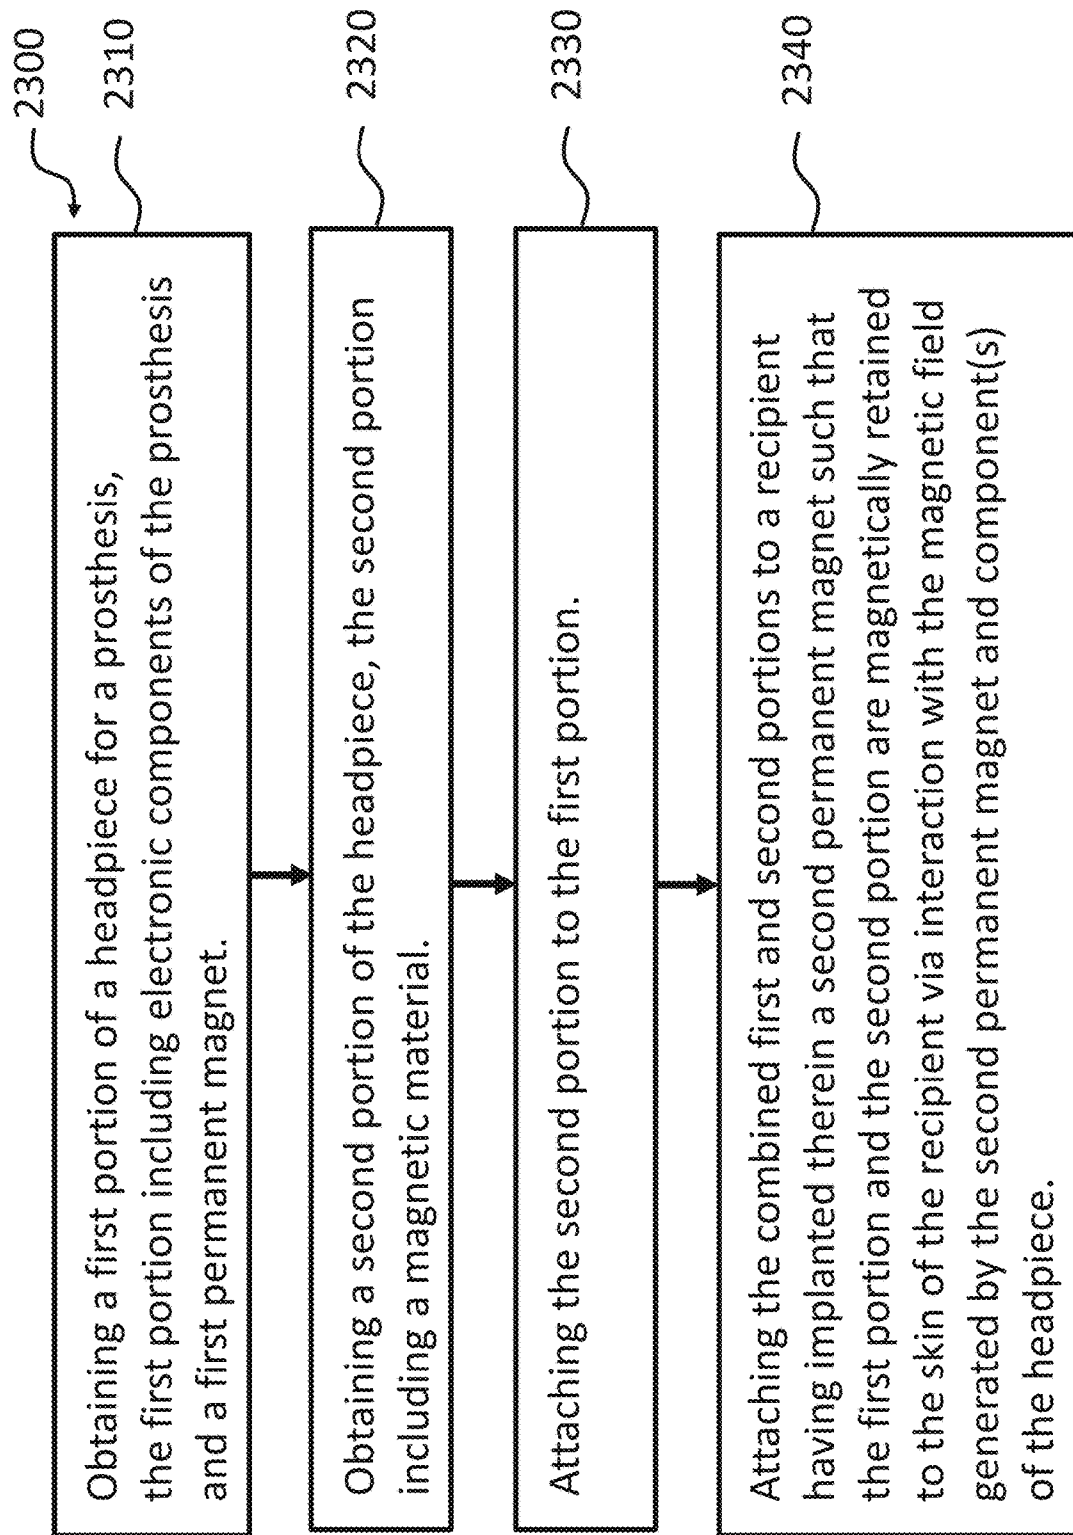 2300
Obtaining a first portion of a headpiece for a prosthesis,
the first portion including electronic components of the prosthesis
and a first permanent magnet.
2310
Obtaining a second portion of the headpiece, the second portion
including a magnetic material.
2320
Attaching the second portion to the first portion.
2330
Attaching the combined first and second portions to a recipient
having implanted therein a second permanent magnet such that
the first portion and the second portion are magnetically retained
to the skin of the recipient via interaction with the magnetic field
generated by the second permanent magnet and component(s)
of the headpiece.
2340